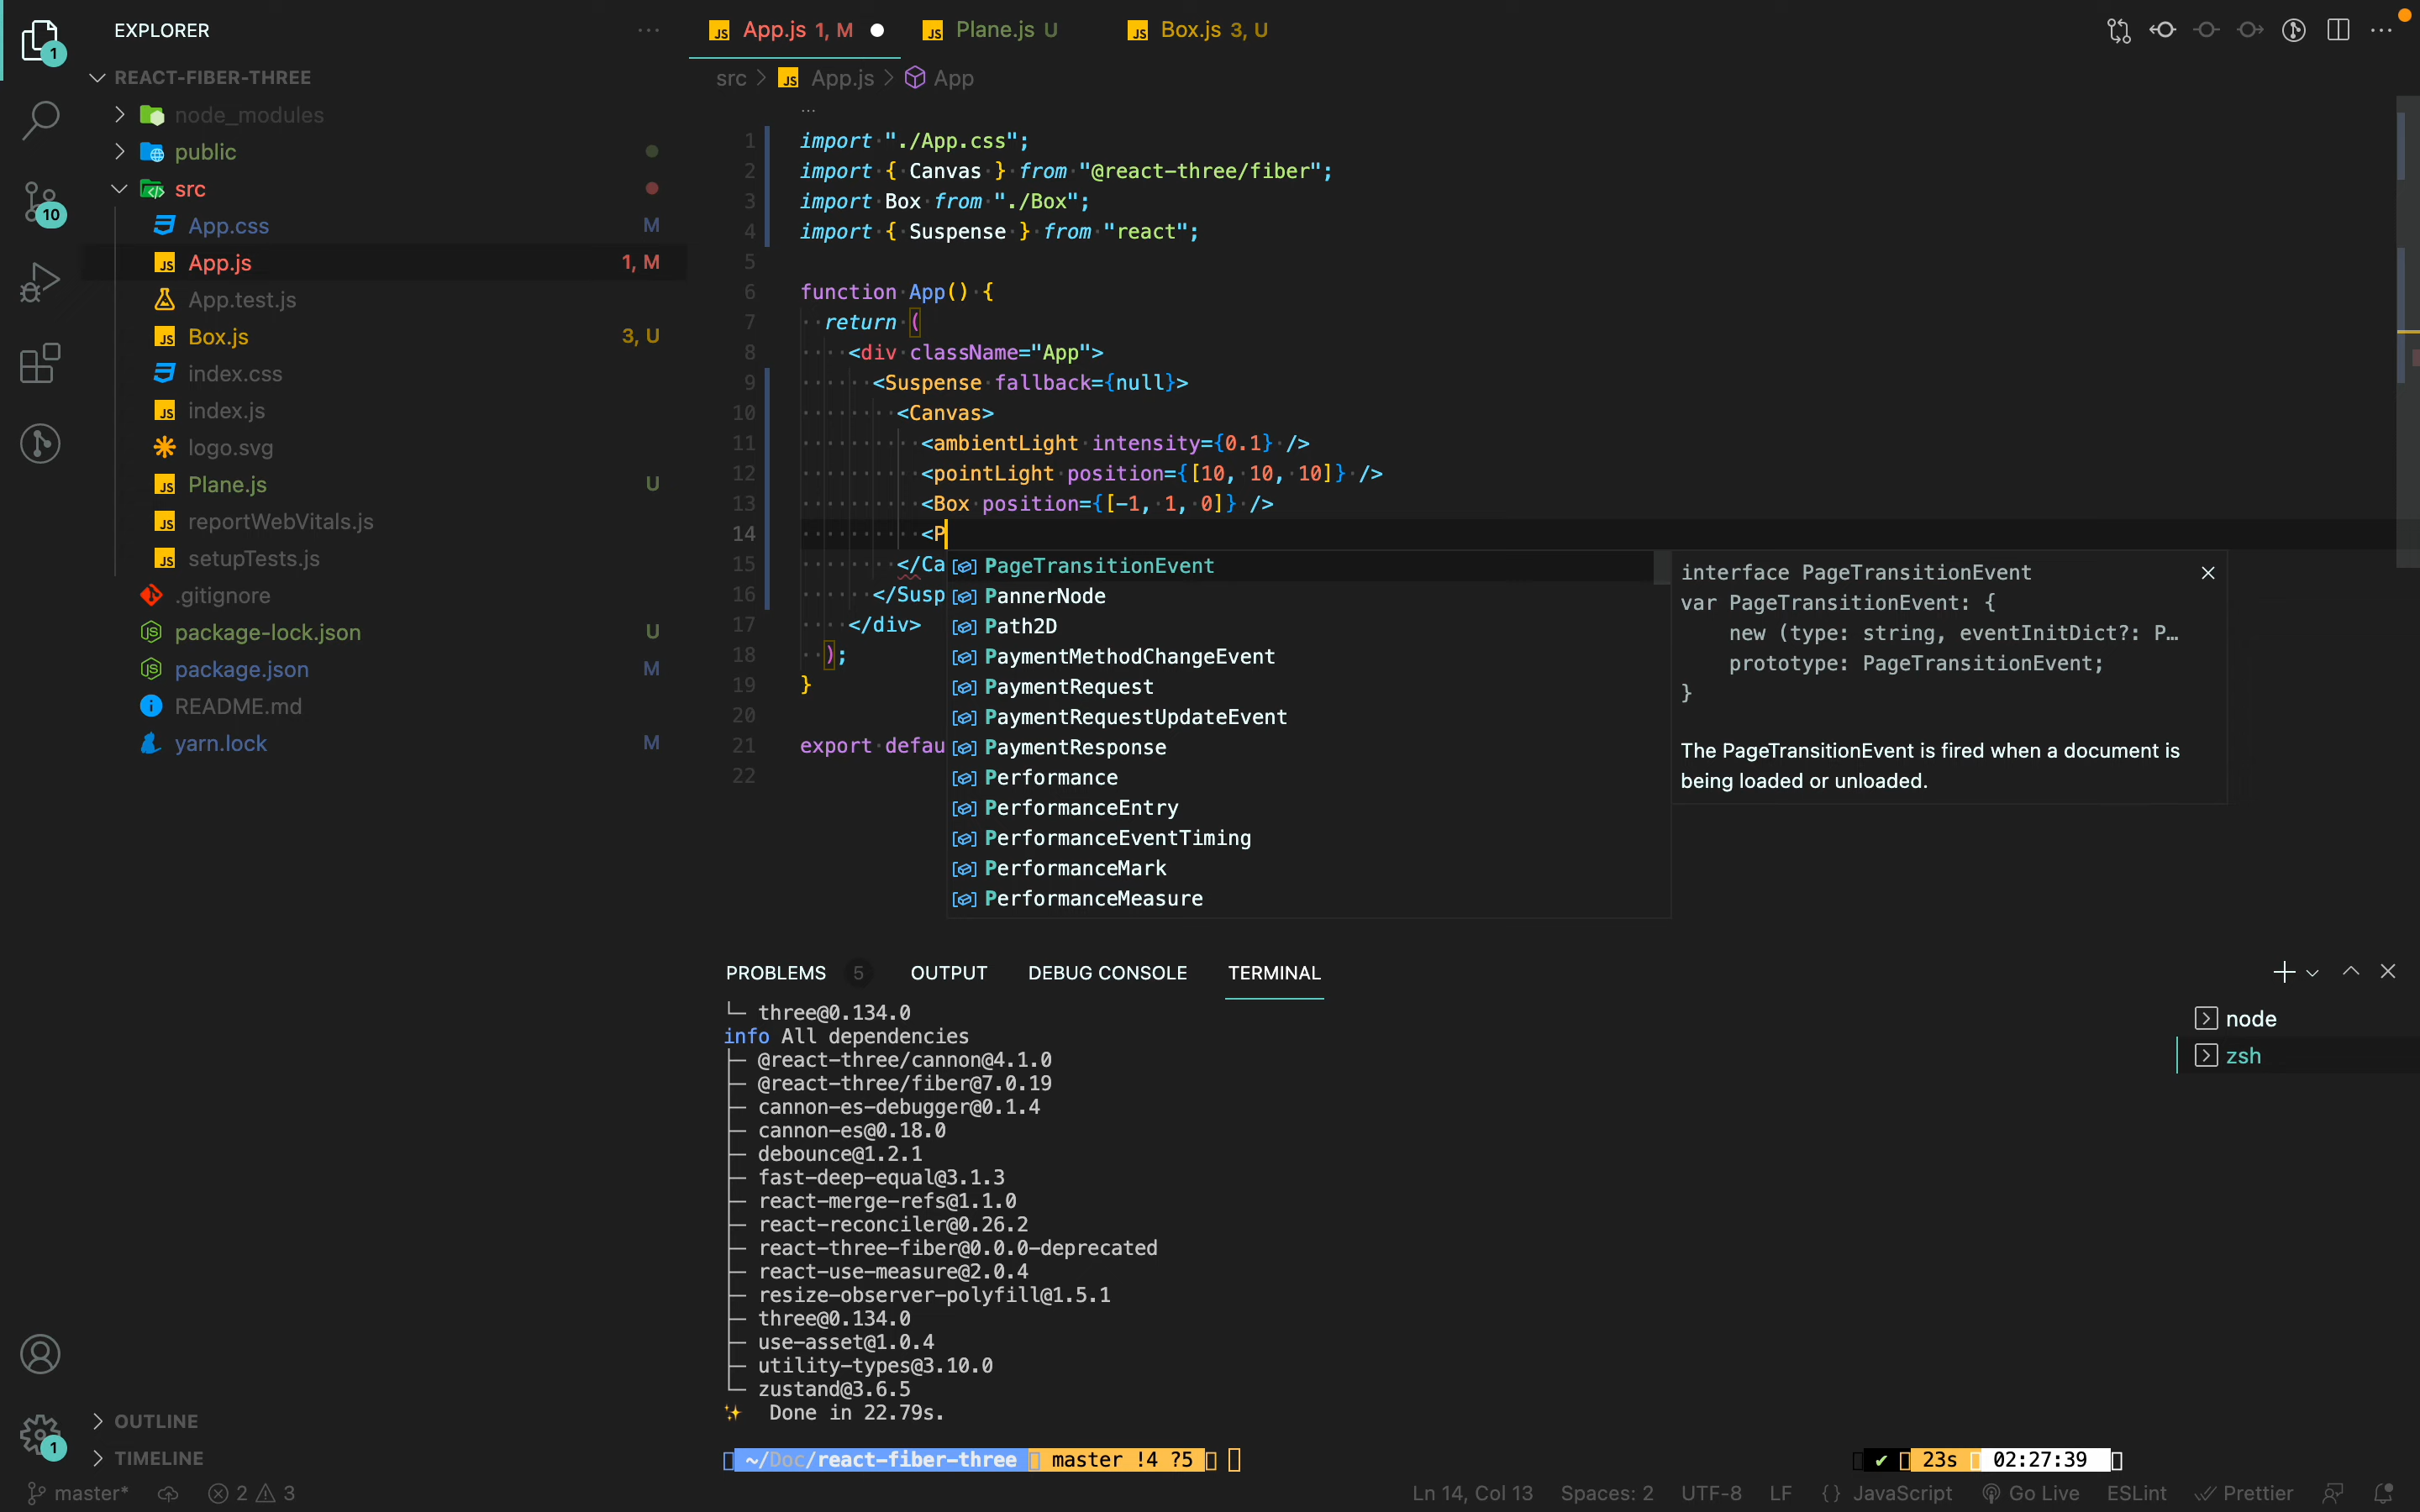 EXPLORER
REACT-FIBER-THREE
node_modules
public
src
App.css M
App.js 1, M
App.test.js
Box.js 3, U
index.css
index.js
logo.svg
Plane.js U
reportWebVitals.js
setupTests.js
.gitignore
package-lock.json U
package.json M
README.md
yarn.lock M
OUTLINE
TIMELINE
1
10
1
App.js 1, M
Plane.js U
Box.js 3, U
src > App.js > App
1 import "./App.css";
2 import { Canvas } from "@react-three/fiber";
3 import Box from "./Box";
4 import { Suspense } from "react";
5
6 function App() {
7 return (
8 <div className="App">
9 <Suspense fallback={null}>
10 <Canvas>
11 <ambientLight intensity={0.1} />
12 <pointLight position={[10, 10, 10]} />
13 <Box position={[-1, 1, 0]} />
14 <P
15 </Ca
16 </Susp
17 </div>
18 );
19 }
20
21 export defau
22
PageTransitionEvent
PannerNode
Path2D
PaymentMethodChangeEvent
PaymentRequest
PaymentRequestUpdateEvent
PaymentResponse
Performance
PerformanceEntry
PerformanceEventTiming
PerformanceMark
PerformanceMeasure
interface PageTransitionEvent
var PageTransitionEvent: {
new (type: string, eventInitDict?: P…
prototype: PageTransitionEvent;
}
The PageTransitionEvent is fired when a document is
being loaded or unloaded.
PROBLEMS 5 OUTPUT DEBUG CONSOLE TERMINAL
└─ three@0.134.0
info All dependencies
├─ @react-three/cannon@4.1.0
├─ @react-three/fiber@7.0.19
├─ cannon-es-debugger@0.1.4
├─ cannon-es@0.18.0
├─ debounce@1.2.1
├─ fast-deep-equal@3.1.3
├─ react-merge-refs@1.1.0
├─ react-reconciler@0.26.2
├─ react-three-fiber@0.0.0-deprecated
├─ react-use-measure@2.0.4
├─ resize-observer-polyfill@1.5.1
├─ three@0.134.0
├─ use-asset@1.0.4
├─ utility-types@3.10.0
└─ zustand@3.6.5
✨ Done in 22.79s.
~/Doc/react-fiber-three master !4 ?5
✔ 23s 02:27:39
node
zsh
master* 2 3
Ln 14, Col 13 Spaces: 2 UTF-8 LF {} JavaScript Go Live ESLint Prettier